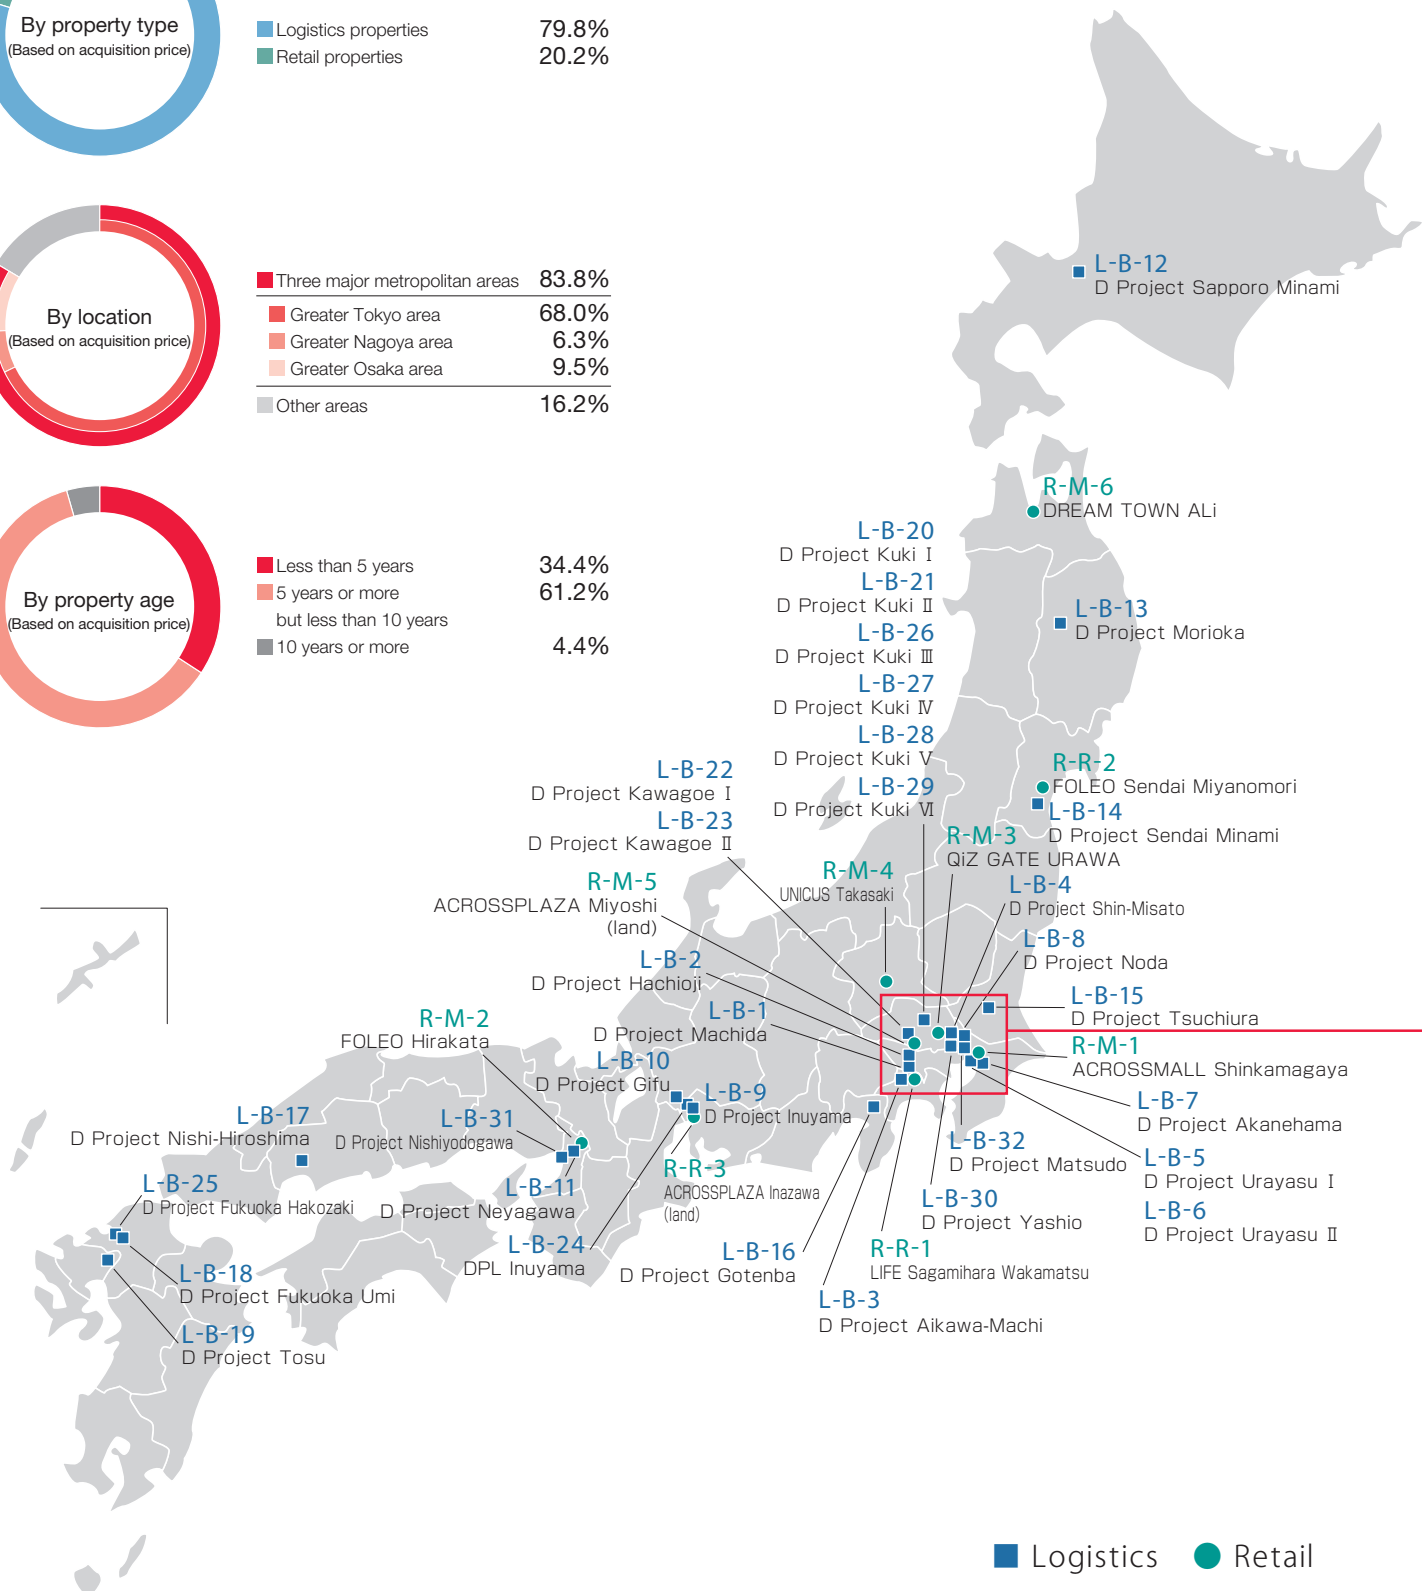 By property type
(Based on acquisition price)
Logistics properties 79.8%
Retail properties 20.2%
By location
(Based on acquisition price)
Three major metropolitan areas 83.8%
Greater Tokyo area 68.0%
Greater Nagoya area 6.3%
Greater Osaka area 9.5%
Other areas 16.2%
By property age
(Based on acquisition price)
Less than 5 years 34.4%
5 years or more 61.2%
but less than 10 years
10 years or more 4.4%
L-B-12
D Project Sapporo Minami
R-M-6
DREAM TOWN ALi
L-B-20
D Project Kuki Ⅰ
L-B-21
D Project Kuki Ⅱ
L-B-26
D Project Kuki Ⅲ
L-B-27
D Project Kuki Ⅳ
L-B-28
D Project Kuki Ⅴ
L-B-29
D Project Kuki Ⅵ
L-B-13
D Project Morioka
R-R-2
FOLEO Sendai Miyanomori
L-B-14
D Project Sendai Minami
L-B-22
D Project Kawagoe Ⅰ
L-B-23
D Project Kawagoe Ⅱ
R-M-3
QiZ GATE URAWA
R-M-4
UNICUS Takasaki
R-M-5
ACROSSPLAZA Miyoshi
(land)
L-B-4
D Project Shin-Misato
L-B-8
D Project Noda
L-B-2
D Project Hachioji
L-B-15
D Project Tsuchiura
L-B-1
D Project Machida
R-M-2
FOLEO Hirakata
R-M-1
ACROSSMALL Shinkamagaya
L-B-10
D Project Gifu
L-B-9
D Project Inuyama
L-B-7
D Project Akanehama
L-B-17
D Project Nishi-Hiroshima
L-B-31
D Project Nishiyodogawa
L-B-32
D Project Matsudo
L-B-5
D Project Urayasu Ⅰ
L-B-6
D Project Urayasu Ⅱ
R-R-3
ACROSSPLAZA Inazawa
(land)
L-B-25
D Project Fukuoka Hakozaki
L-B-11
D Project Neyagawa
L-B-30
D Project Yashio
L-B-24
DPL Inuyama
L-B-16
D Project Gotenba
R-R-1
LIFE Sagamihara Wakamatsu
L-B-18
D Project Fukuoka Umi
L-B-3
D Project Aikawa-Machi
L-B-19
D Project Tosu
Logistics Retail